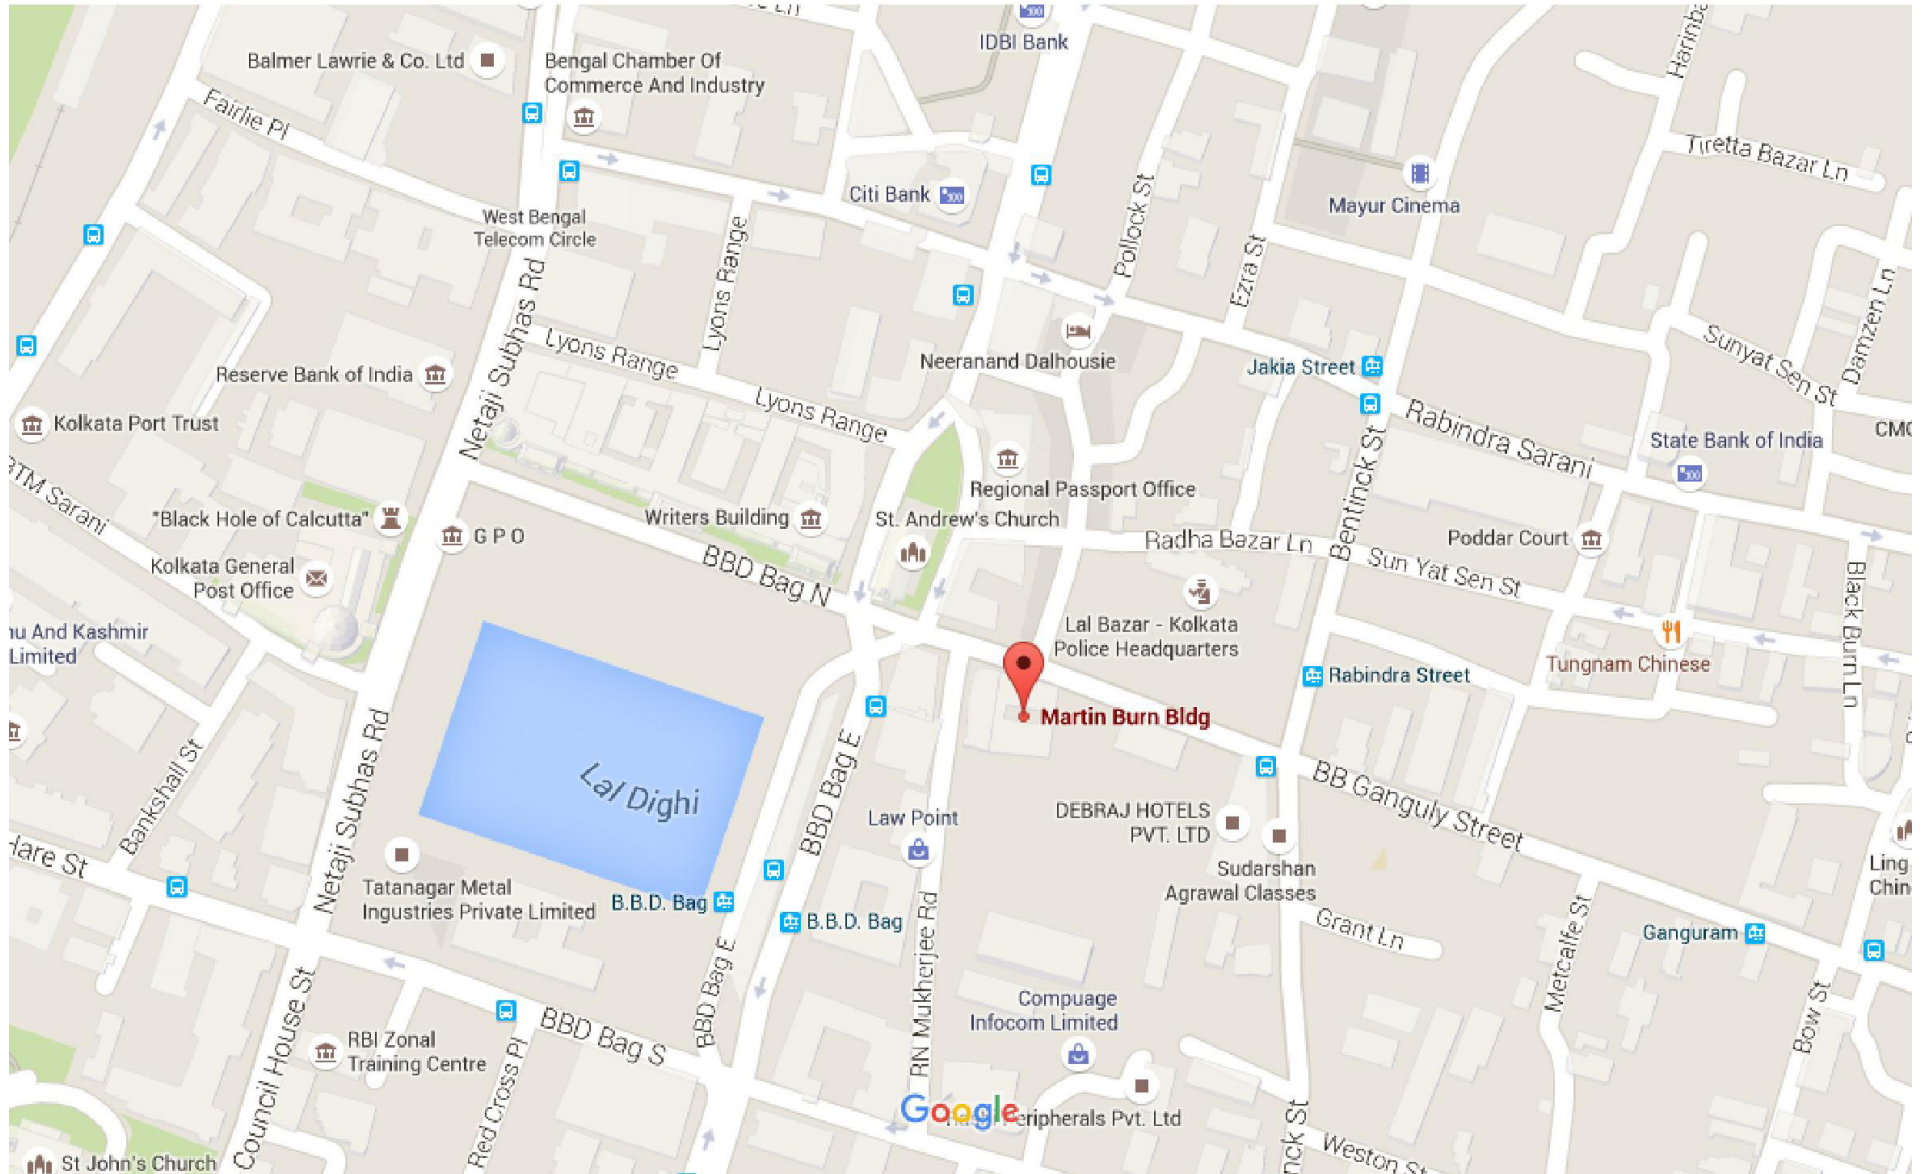 IDBI Bank
Balmer Lawrie & Co. Ltd
Bengal Chamber Of
Commerce And Industry
Fairlie Pl
Tiretta Bazar Ln
Citi Bank
Mayur Cinema
West Bengal
Telecom Circle
Lyons Range
Pollock St
Ezra St
Netaji Subhas Rd
Lyons Range
Damzen Ln
Sunyat Sen St
Neeranand Dalhousie
Jakia Street
Reserve Bank of India
Lyons Range
Rabindra Sarani
Kolkata Port Trust
State Bank of India
CMC
Bentinck St
Regional Passport Office
"Black Hole of Calcutta"
Writers Building
St. Andrew's Church
G P O
Radha Bazar Ln
Poddar Court
Kolkata General
Post Office
BBD Bag N
Sun Yat Sen St
Black Burn Ln
And Kashmir
Limited
Lal Bazar - Kolkata
Police Headquarters
Tungnam Chinese
Rabindra Street
Martin Burn Bldg
Netaji Subhas Rd
Bankshall St
Lal Dighi
BBD Bag E
BB Ganguly Street
Law Point
DEBRAJ HOTELS
PVT. LTD
Hare St
Sudarshan
Agrawal Classes
Ling
Chin
Tatanagar Metal
Ingustries Private Limited
B.B.D. Bag
B.B.D. Bag
RN Mukherjee Rd
Grant Ln
Metcalfe St
Ganguram
BBD Bag E
Council House St
Compuage
Infocom Limited
BBD Bag S
Bow St
RBI Zonal
Training Centre
Red Cross Pl
Google
Peripherals Pvt. Ltd
St John's Church
Weston St